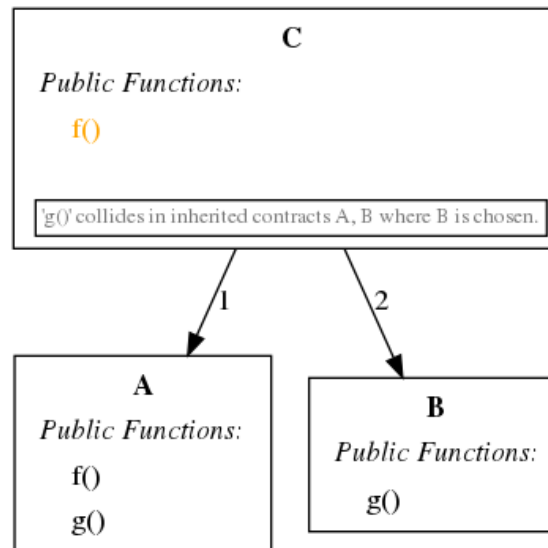 C
Public Functions:
f()
'g()' collides in inherited contracts A, B where B is chosen.
1
2
A
Public Functions:
f()
g()
B
Public Functions:
g()